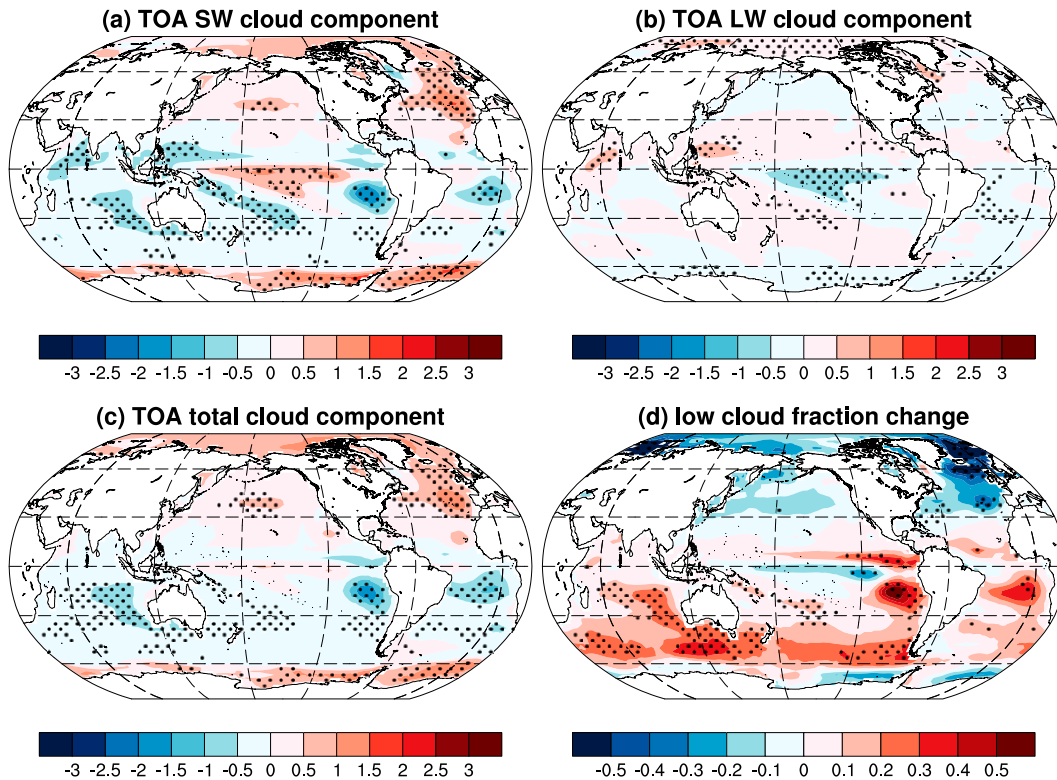 (a) TOA SW cloud component
(b) TOA LW cloud component
-3 -2.5 -2 -1.5 -1 -0.5 0 0.5 1 1.5 2 2.5 3
-3 -2.5 -2 -1.5 -1 -0.5 0 0.5 1 1.5 2 2.5 3
(c) TOA total cloud component
(d) low cloud fraction change
-3 -2.5 -2 -1.5 -1 -0.5 0 0.5 1 1.5 2 2.5 3
-0.5 -0.4 -0.3 -0.2 -0.1 0 0.1 0.2 0.3 0.4 0.5